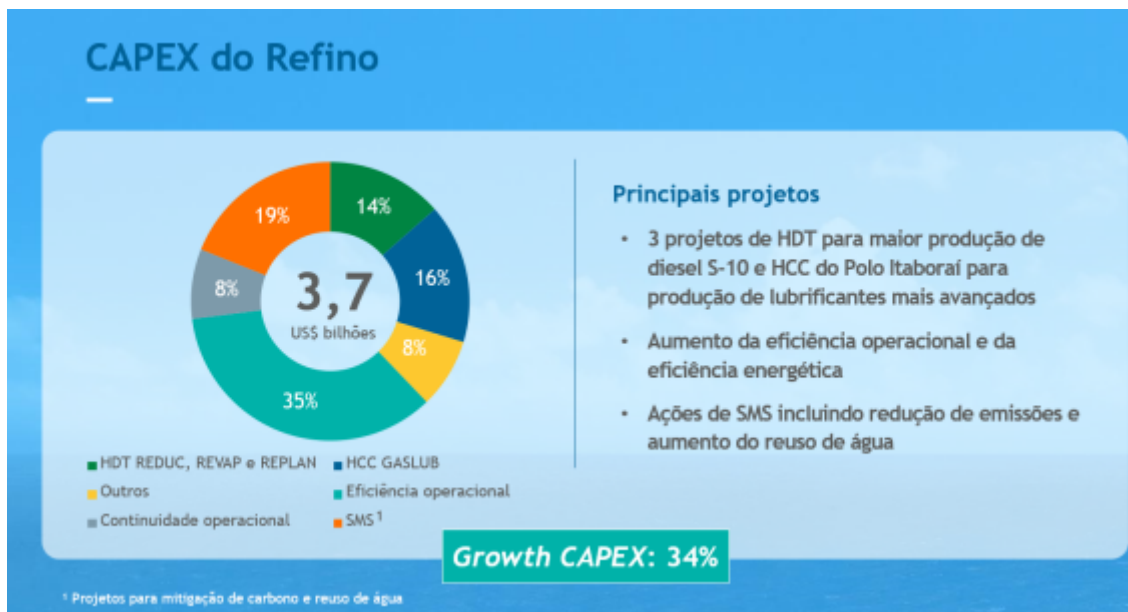 CAPEX do Refino
14%
19%
16%
8%
3,7
US$ bilhões
8%
35%
HDT REDUC, REVAP e REPLAN
HCC GASLUB
Outros
Eficiência operacional
Continuidade operacional
SMS¹
Principais projetos
• 3 projetos de HDT para maior produção de
diesel S-10 e HCC do Polo Itaboraí para
produção de lubrificantes mais avançados
• Aumento da eficiência operacional e da
eficiência energética
• Ações de SMS incluindo redução de emissões e
aumento do reuso de água
Growth CAPEX: 34%
¹ Projetos para mitigação de carbono e reuso de água